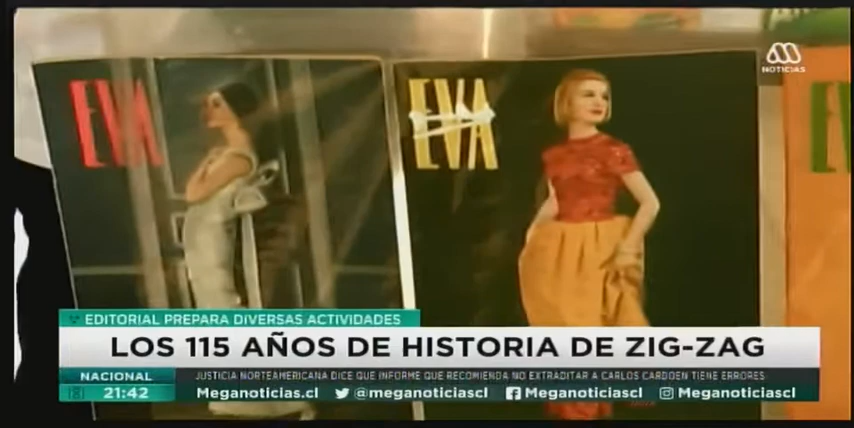 NOTICIAS
EVA
EVA
EV
EDITORIAL PREPARA DIVERSAS ACTIVIDADES
LOS 115 AÑOS DE HISTORIA DE ZIG-ZAG
NACIONAL
JUSTICIA NORTEAMERICANA DICE QUE INFORME QUE RECOMIENDA NO EXTRADITAR A CARLOS CARDOEN TIENE ERRORES
21:42
Meganoticias.cl @meganoticiascl Meganoticiascl Meganoticiascl